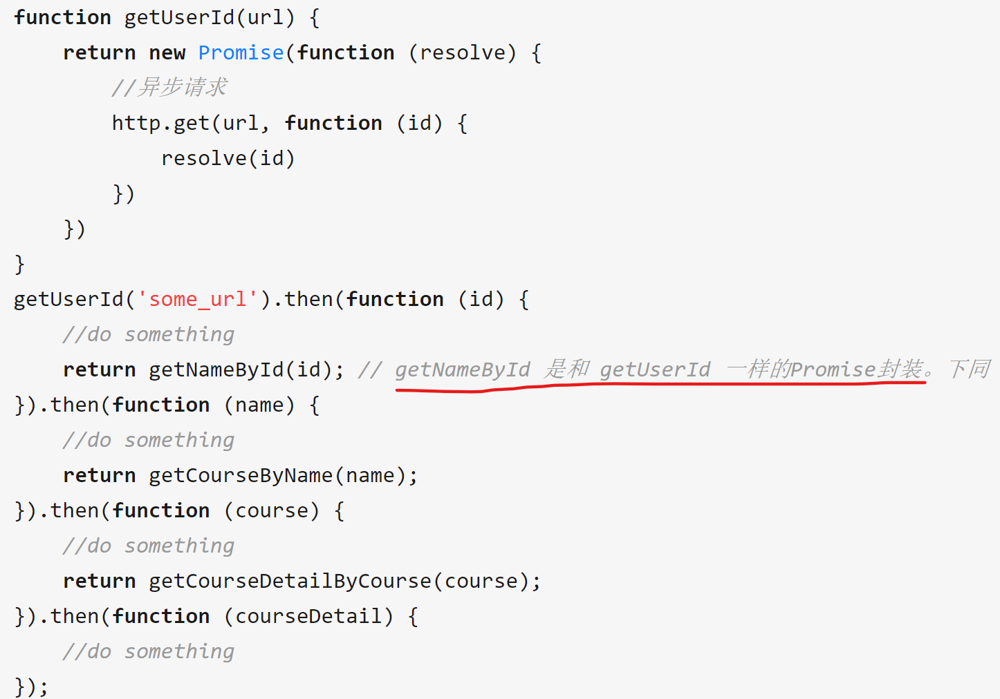 function getUserId(url) {
    return new Promise(function (resolve) {
        //异步请求
        http.get(url, function (id) {
            resolve(id)
        })
    })
}
getUserId('some_url').then(function (id) {
    //do something
    return getNameById(id); // getNameById 是和 getUserId 一样的Promise封装。下同
}).then(function (name) {
    //do something
    return getCourseByName(name);
}).then(function (course) {
    //do something
    return getCourseDetailByCourse(course);
}).then(function (courseDetail) {
    //do something
});